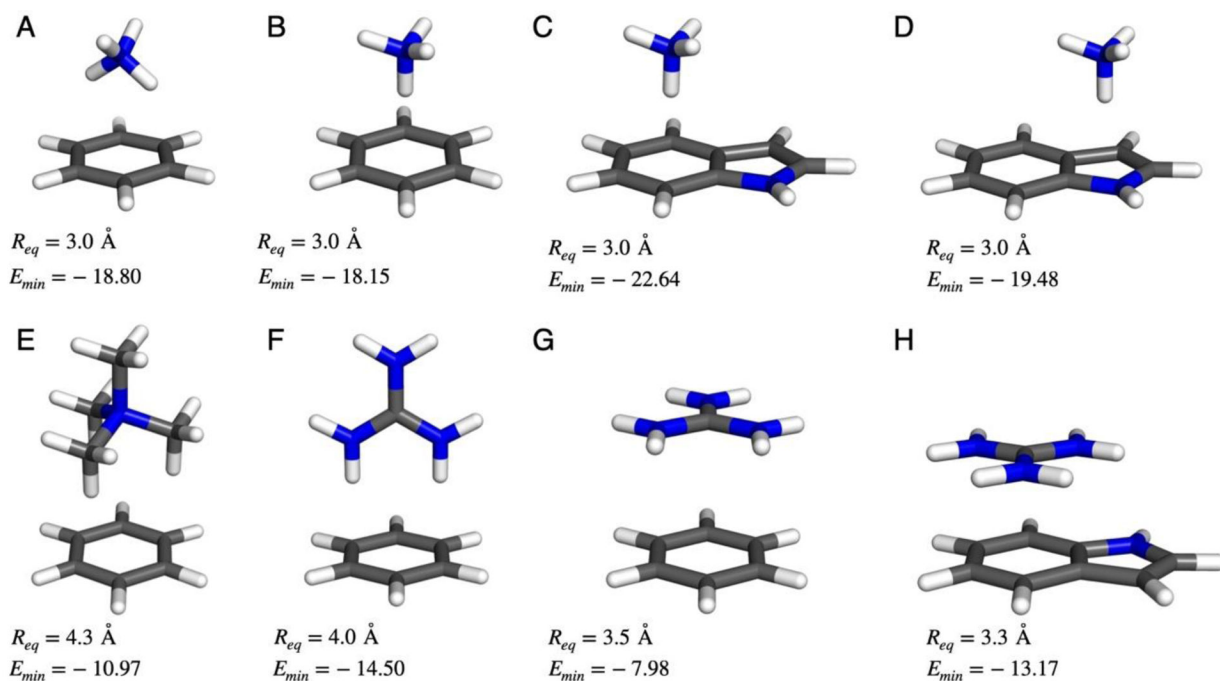 A
B
C
D
R_eq = 3.0 Å
E_min = − 18.80
R_eq = 3.0 Å
E_min = − 18.15
R_eq = 3.0 Å
E_min = − 22.64
R_eq = 3.0 Å
E_min = − 19.48
E
F
G
H
R_eq = 4.3 Å
E_min = − 10.97
R_eq = 4.0 Å
E_min = − 14.50
R_eq = 3.5 Å
E_min = − 7.98
R_eq = 3.3 Å
E_min = − 13.17